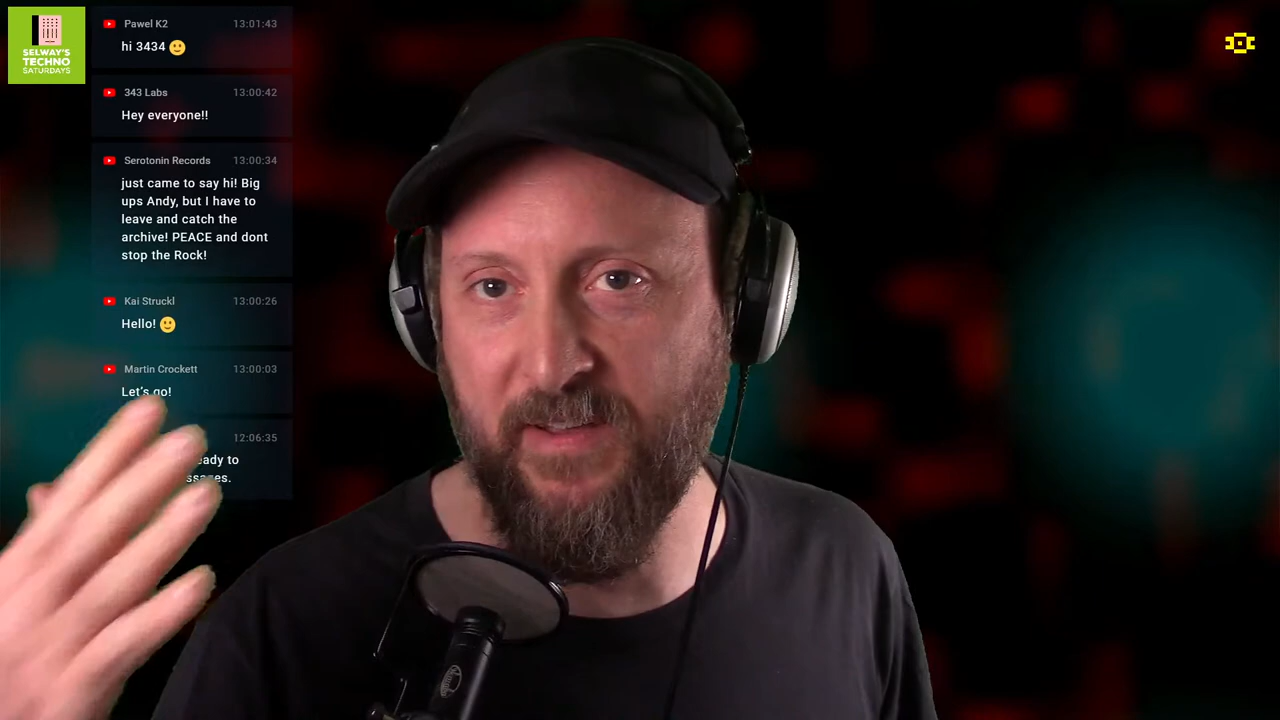 SELWAY'S
TECHNO
SATURDAYS
Pawel K2 13:01:43
hi 3434 🙂
343 Labs 13:00:42
Hey everyone!!
Serotonin Records 13:00:34
just came to say hi! Big
ups Andy, but I have to
leave and catch the
archive! PEACE and dont
stop the Rock!
Kai Struckl 13:00:26
Hello! 🙂
Martin Crockett 13:00:03
Let's go!
12:06:35
to